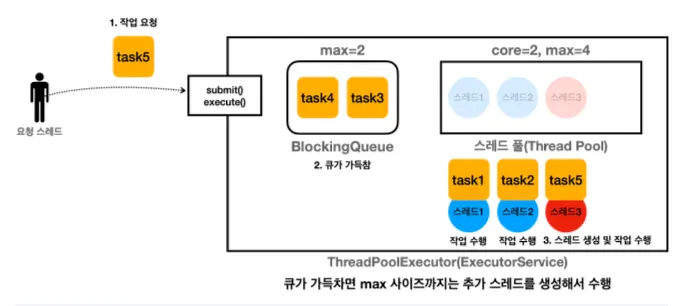 1. 작업 요청
task5
요청 스레드
submit()
execute()
max=2
task4
task3
BlockingQueue
2. 큐가 가득참
core=2, max=4
스레드1
스레드2
스레드3
스레드 풀(Thread Pool)
task1
task2
task5
스레드1
스레드2
스레드3
작업 수행
작업 수행
3. 스레드 생성 및 작업 수행
ThreadPoolExecutor(ExecutorService)
큐가 가득차면 max 사이즈까지는 추가 스레드를 생성해서 수행